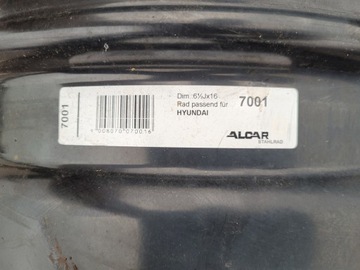 7001
Dim. 6½Jx16
Rad passend für
HYUNDAI
7001
ALCAR
STAHLRAD